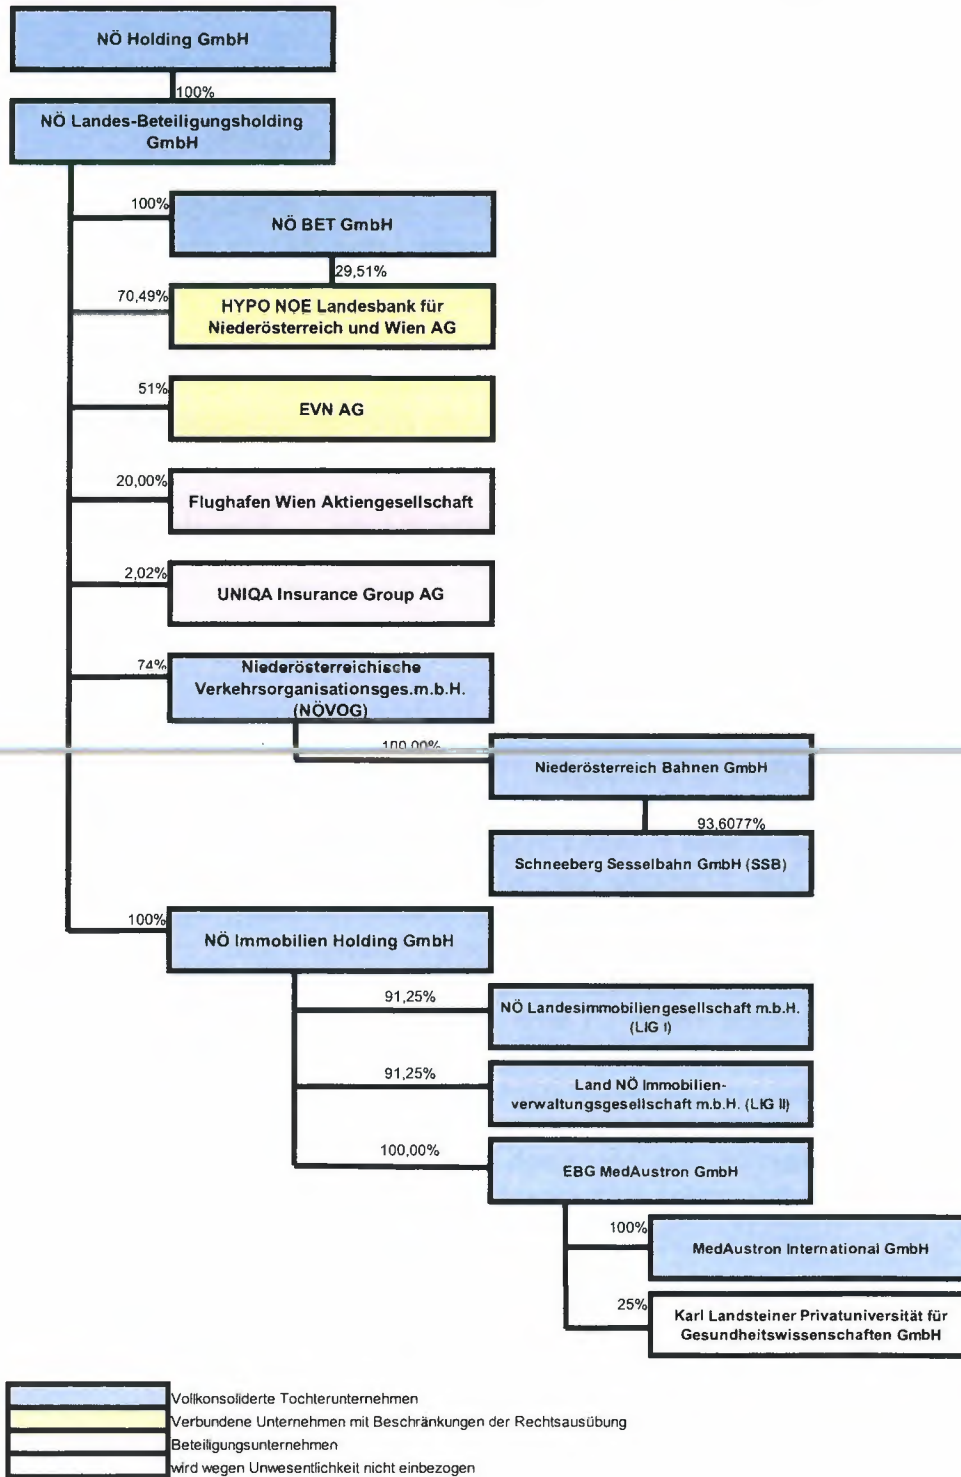 NÖ Holding GmbH
100%
NÖ Landes-Beteiligungsholding
GmbH
100%
NÖ BET GmbH
29,51%
70,49%
HYPO NOE Landesbank für
Niederösterreich und Wien AG
51%
EVN AG
20,00%
Flughafen Wien Aktiengesellschaft
2,02%
UNIQA Insurance Group AG
74%
Niederösterreichische
Verkehrsorganisationsges.m.b.H.
(NÖVOG)
100,00%
Niederösterreich Bahnen GmbH
93,6077%
Schneeberg Sesselbahn GmbH (SSB)
100%
NÖ Immobilien Holding GmbH
91,25%
NÖ Landesimmobiliengesellschaft m.b.H.
(LIG I)
91,25%
Land NÖ Immobilien-
verwaltungsgesellschaft m.b.H. (LIG II)
100,00%
EBG MedAustron GmbH
100%
MedAustron International GmbH
25%
Karl Landsteiner Privatuniversität für
Gesundheitswissenschaften GmbH
Vollkonsoliderte Tochterunternehmen
Verbundene Unternehmen mit Beschränkungen der Rechtsausübung
Beteiligungsunternehmen
wird wegen Unwesentlichkeit nicht einbezogen